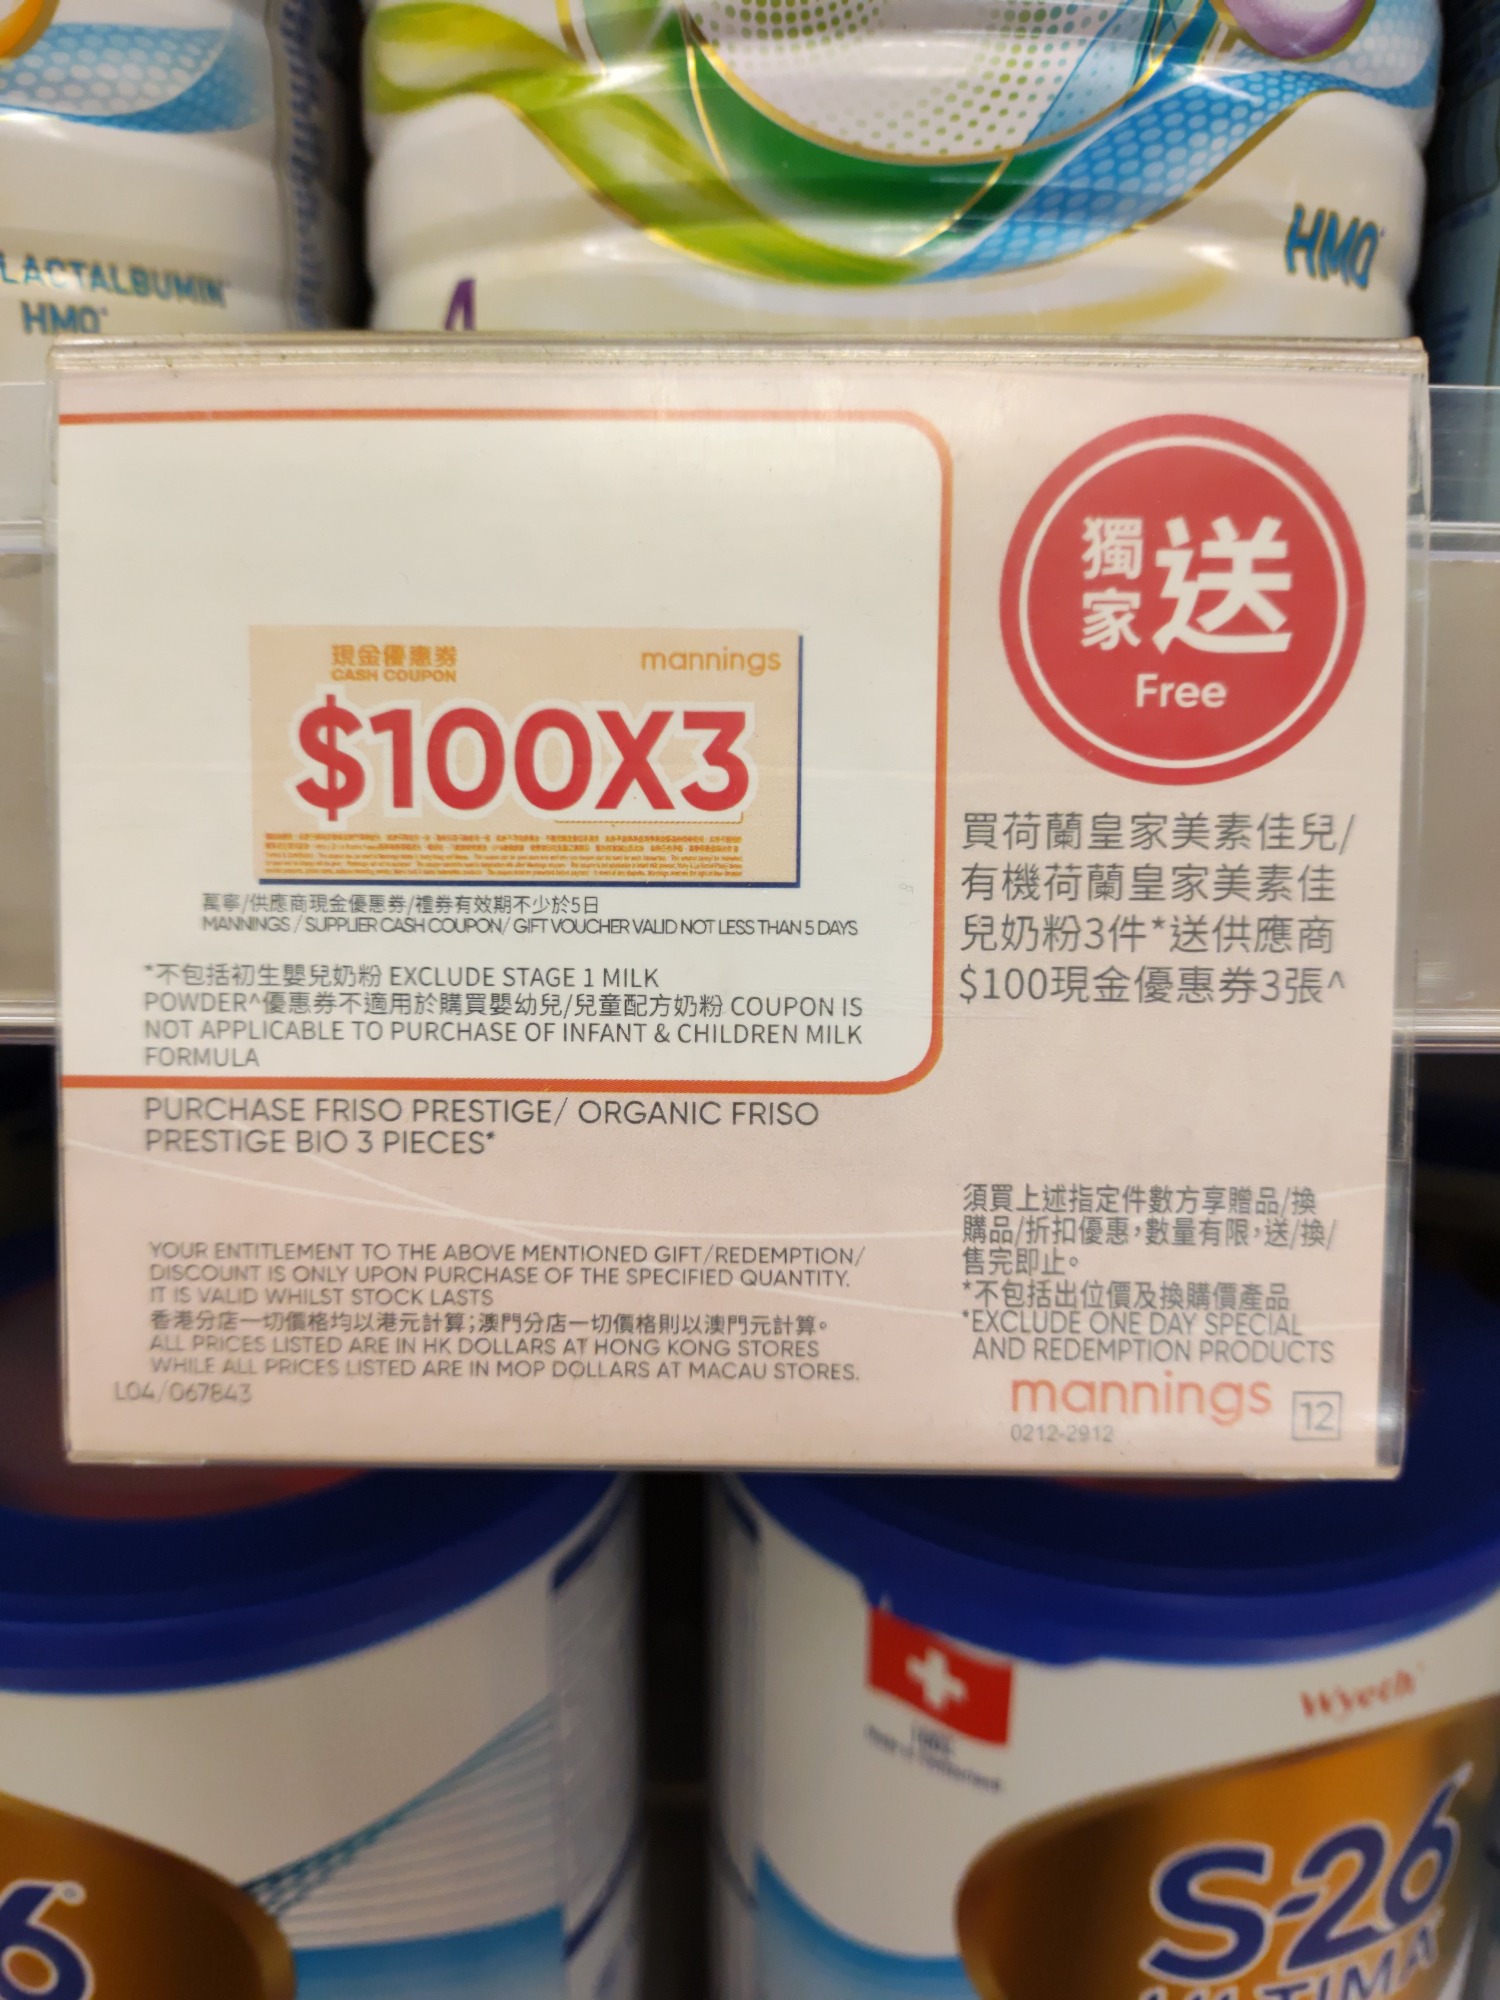 LACTALBUMIN
HMO
4
HMO
獨家
送
Free
現金優惠券
CASH COUPON
mannings
$100X3
萬寧/供應商現金優惠券/禮券有效期不少於5日
MANNINGS / SUPPLIER CASH COUPON/ GIFT VOUCHER VALID NOT LESS THAN 5 DAYS
*不包括初生嬰兒奶粉 EXCLUDE STAGE 1 MILK
POWDER^優惠券不適用於購買嬰幼兒/兒童配方奶粉 COUPON IS
NOT APPLICABLE TO PURCHASE OF INFANT & CHILDREN MILK
FORMULA
買荷蘭皇家美素佳兒/
有機荷蘭皇家美素佳
兒奶粉3件*送供應商
$100現金優惠券3張^
PURCHASE FRISO PRESTIGE/ ORGANIC FRISO
PRESTIGE BIO 3 PIECES*
YOUR ENTITLEMENT TO THE ABOVE MENTIONED GIFT/REDEMPTION/
DISCOUNT IS ONLY UPON PURCHASE OF THE SPECIFIED QUANTITY.
IT IS VALID WHILST STOCK LASTS
香港分店一切價格均以港元計算;澳門分店一切價格則以澳門元計算。
ALL PRICES LISTED ARE IN HK DOLLARS AT HONG KONG STORES
WHILE ALL PRICES LISTED ARE IN MOP DOLLARS AT MACAU STORES.
L04/067843
須買上述指定件數方享贈品/換
購品/折扣優惠,數量有限,送/換/
售完即止。
*不包括出位價及換購價產品
*EXCLUDE ONE DAY SPECIAL
AND REDEMPTION PRODUCTS
mannings
12
0212-2912
Wyeth
S-26
ULTIMA
6